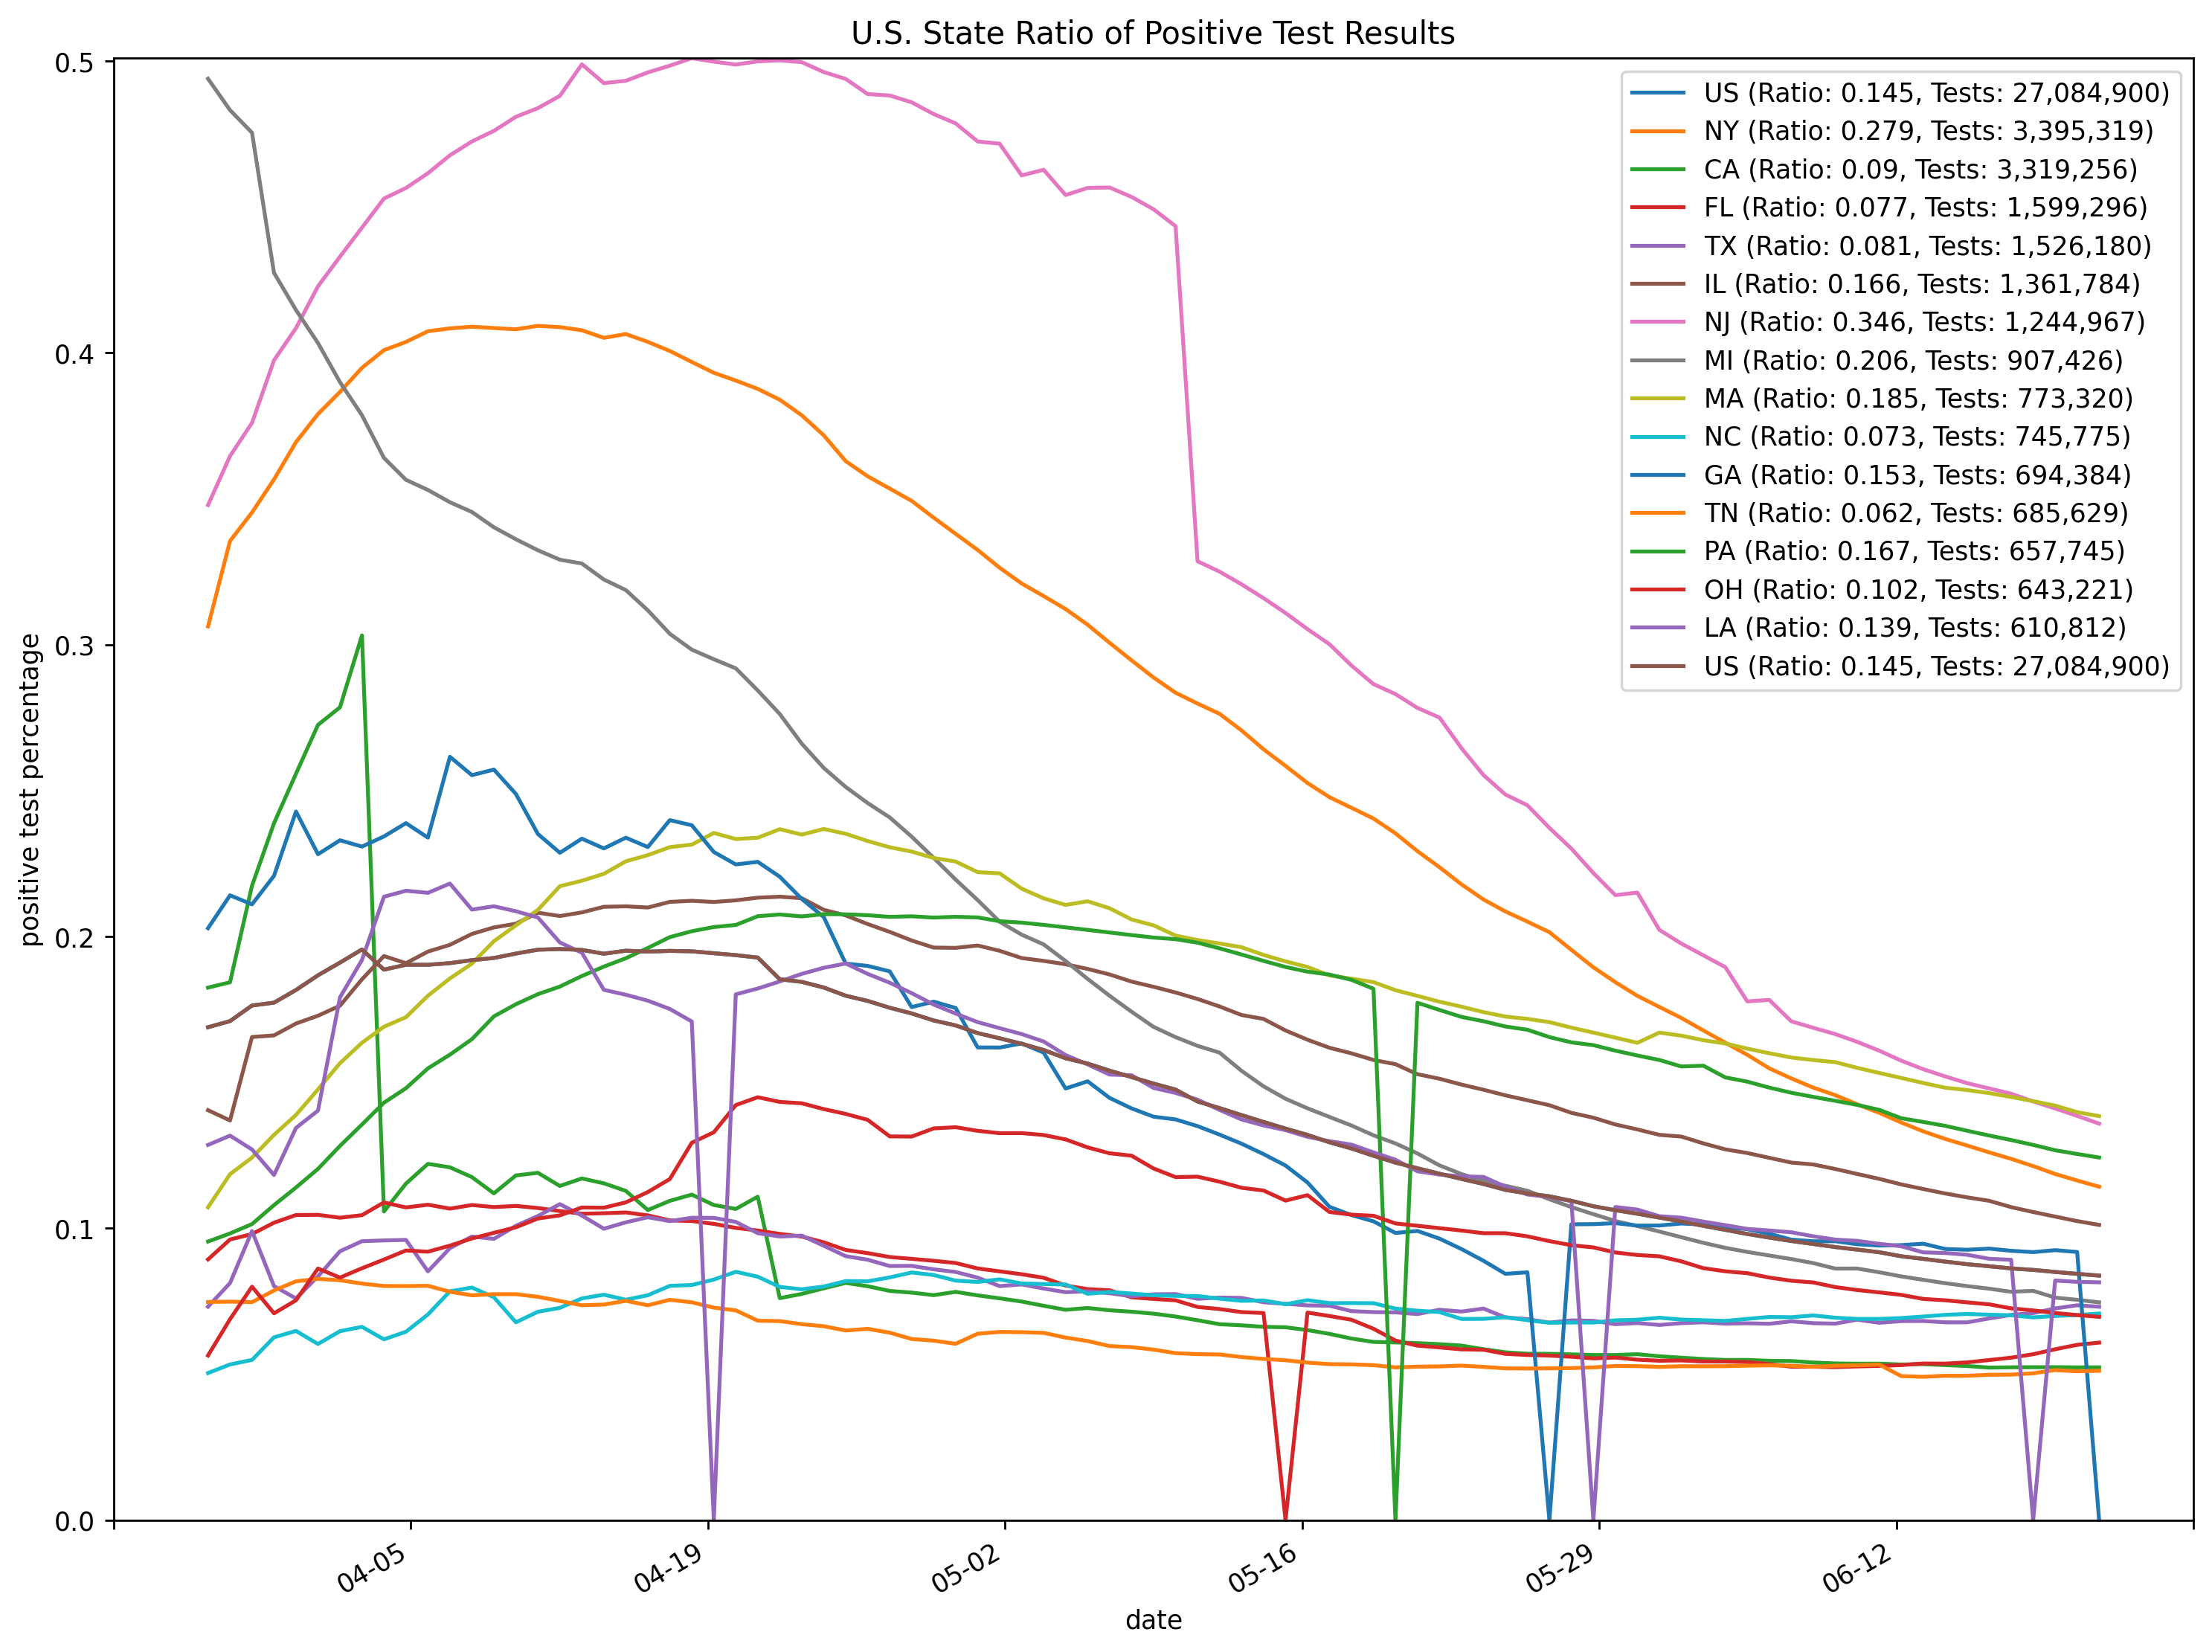 U.S. State Ratio of Positive Test Results
0.5
0.4
0.3
0.2
0.1
0.0
positive test percentage
US (Ratio: 0.145, Tests: 27,084,900)
NY (Ratio: 0.279, Tests: 3,395,319)
CA (Ratio: 0.09, Tests: 3,319,256)
FL (Ratio: 0.077, Tests: 1,599,296)
TX (Ratio: 0.081, Tests: 1,526,180)
IL (Ratio: 0.166, Tests: 1,361,784)
NJ (Ratio: 0.346, Tests: 1,244,967)
MI (Ratio: 0.206, Tests: 907,426)
MA (Ratio: 0.185, Tests: 773,320)
NC (Ratio: 0.073, Tests: 745,775)
GA (Ratio: 0.153, Tests: 694,384)
TN (Ratio: 0.062, Tests: 685,629)
PA (Ratio: 0.167, Tests: 657,745)
OH (Ratio: 0.102, Tests: 643,221)
LA (Ratio: 0.139, Tests: 610,812)
US (Ratio: 0.145, Tests: 27,084,900)
04-05
04-19
05-02
05-16
05-29
06-12
date